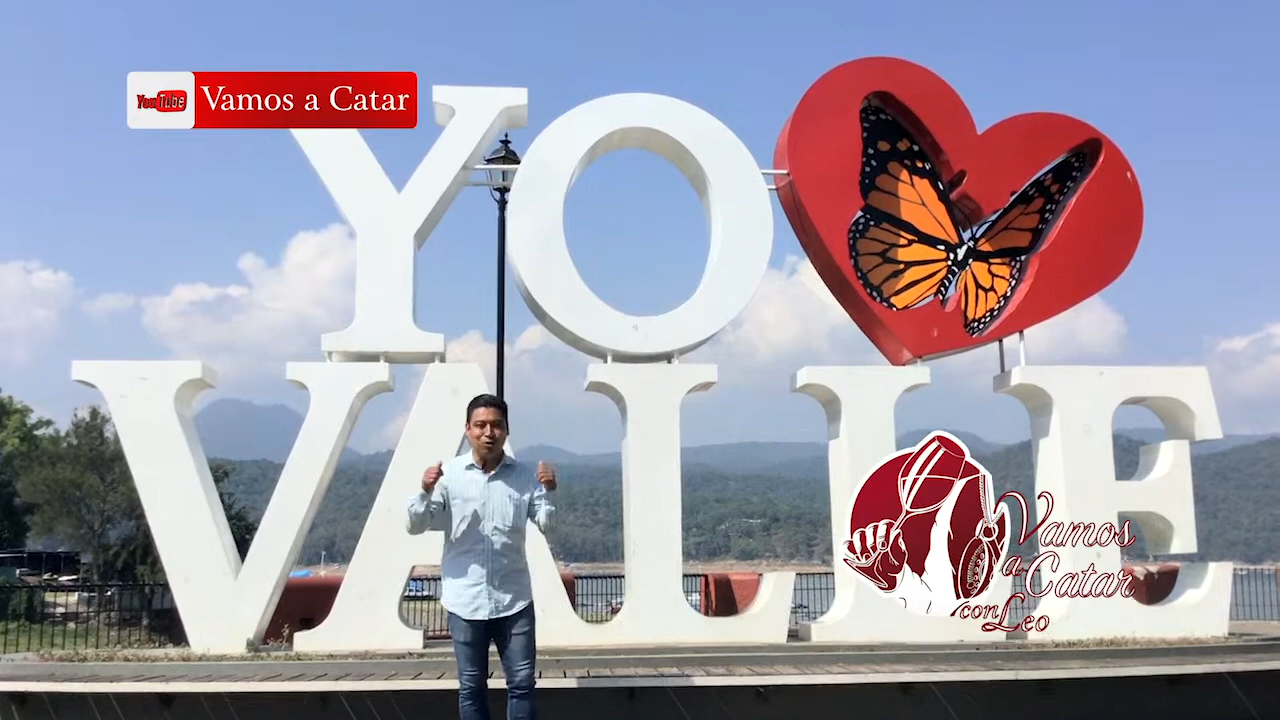 YouTube Vamos a Catar
YO
VALLE
Vamos
a
Catar
con
Leo